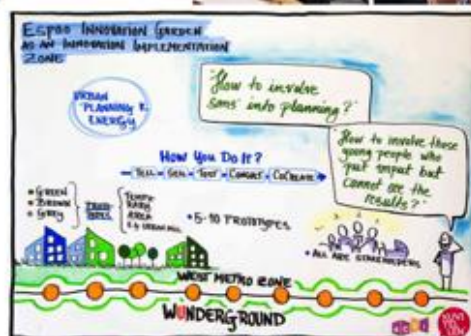 ESPOO INNOVATION GARDEN
AS AN INNOVATION IMPLEMENTATION
ZONE
URBAN
PLANNING &
ENERGY
"How to involve
into planning?"
"How to involve those
young people who
put input but
cannot see the
results?"
HOW YOU DO IT?
TELL - SELL - TEST - CONSULT - COCREATE
• GREEN
• BROWN
• GREY
AREA
• 5-10 PROTOTYPES
• ALL ARE STAKEHOLDERS
WEST METRO ZONE
WUNDERGROUND